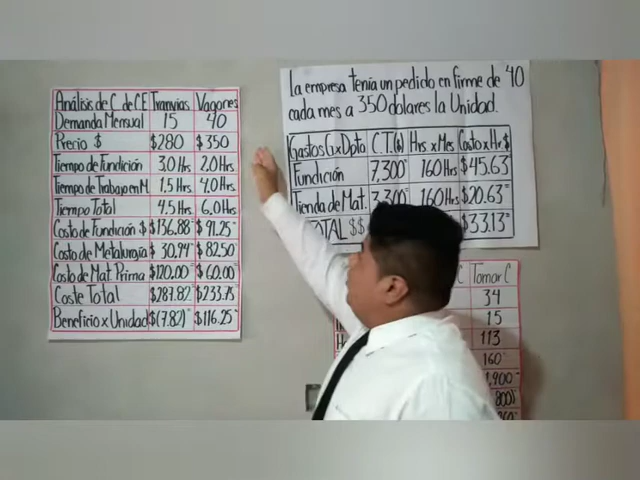 Análisis de C. de CE Tranvías Vagones
Demanda Mensual 15 40
Precio $ $280 $350
Tiempo de Fundición 3,0 Hrs. 2,0 Hrs.
Tiempo de Trabajo en M. 1,5 Hrs. 4,0 Hrs.
Tiempo Total 4,5 Hrs. 6,0 Hrs.
Costo de Fundición $ $136,88 $91,25
Costo de Metalurgia $30,94 $82,50
Costo de Mat. Prima $120,00 $60,00
Coste Total $287,82 $233,75
Beneficio x Unidad $(7,82) $116,25
La empresa tenía un pedido en firme de 40
cada mes a 350 dolares la Unidad.
Gastos G x Dpto C.T.($) Hrs x Mes Costo x Hr $
Fundición 7,300 160 Hrs $45.63
Tienda de Mat. 3,300 160 Hrs $20.63
TOTAL $$ $33.13
C Tomar C
34
15
113
160
1,900